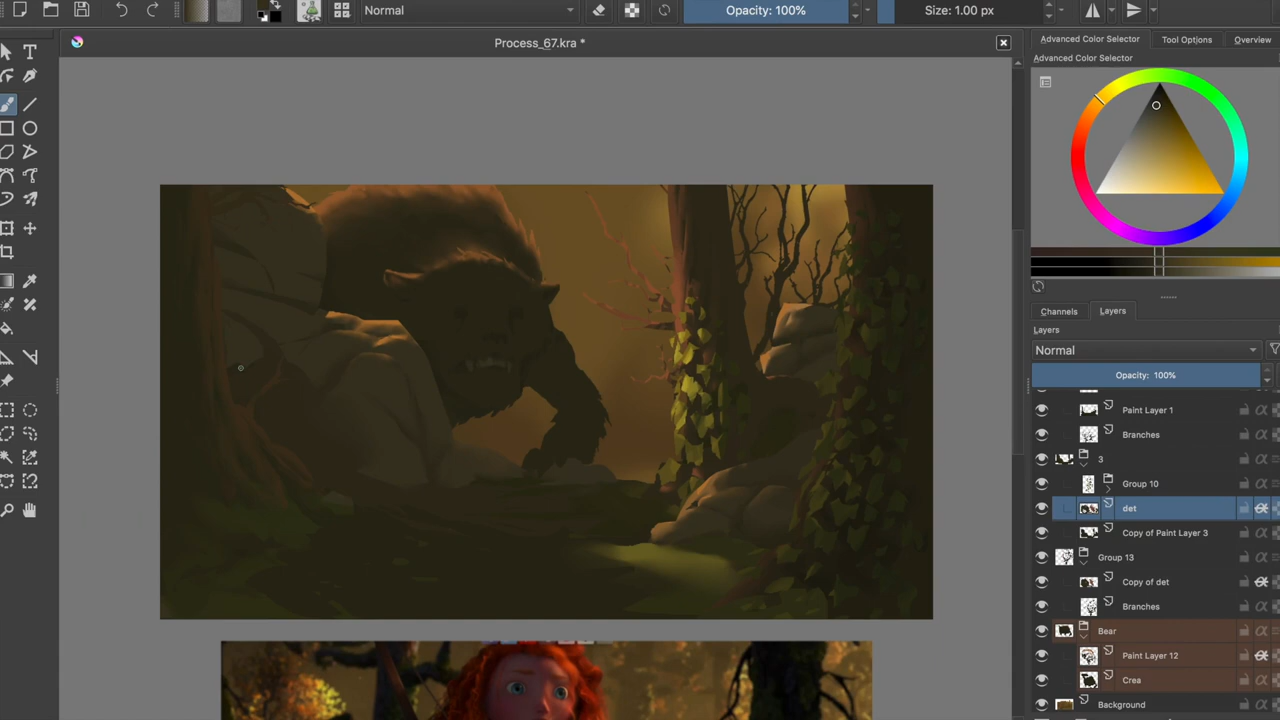 Normal
Opacity: 100%
Size: 1.00 px
Process_67.kra *
Advanced Color Selector
Tool Options
Overview
Advanced Color Selector
Channels
Layers
Layers
Normal
Opacity: 100%
Paint Layer 1
Branches
3
Group 10
det
Copy of Paint Layer 3
Group 13
Copy of det
Branches
Bear
Paint Layer 12
Crea
Background